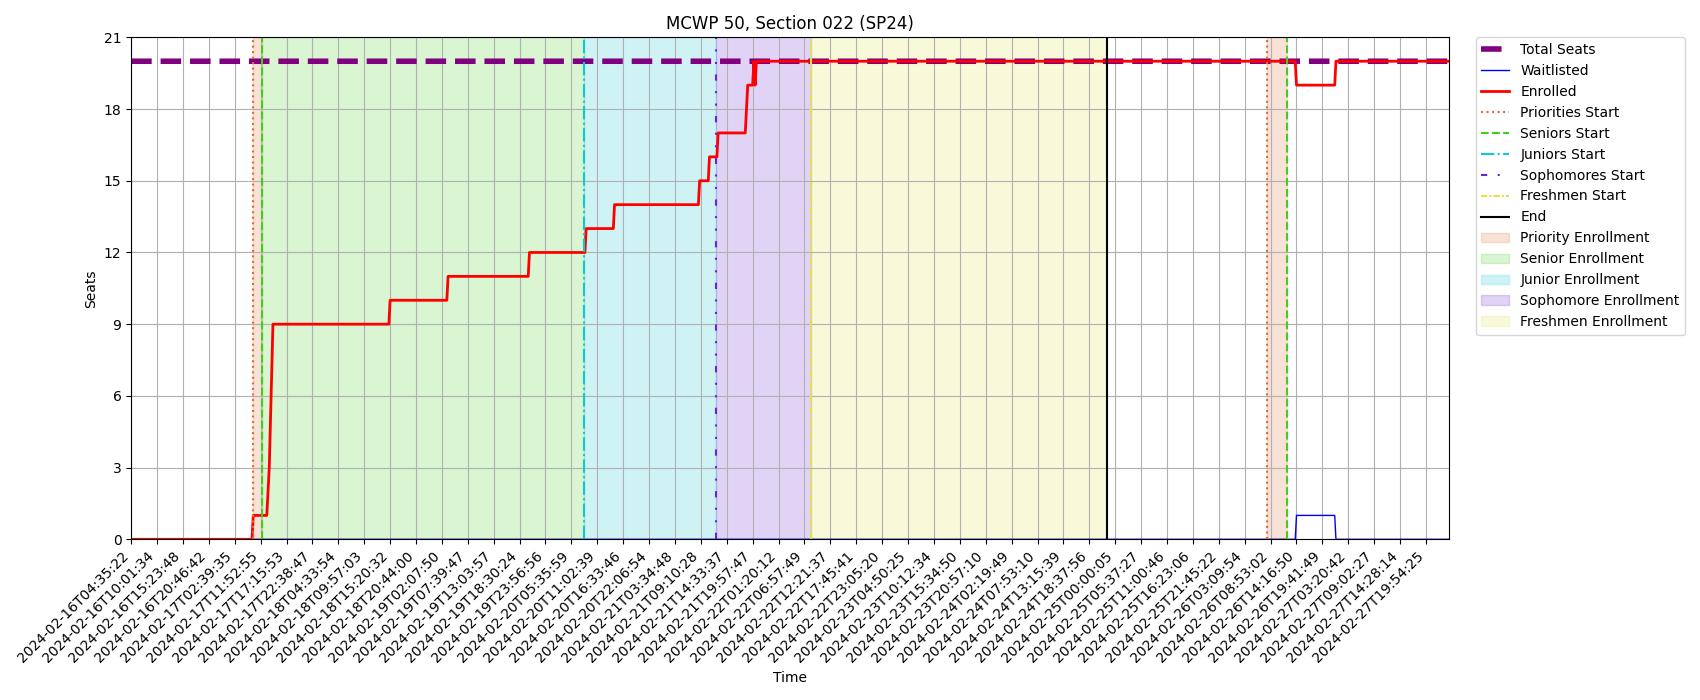 MCWP 50, Section 022 (SP24)
21
18
15
12
9
6
3
0
Seats
2024-02-16T04:35:22
2024-02-16T10:01:34
2024-02-16T15:23:48
2024-02-16T20:46:42
2024-02-17T02:39:35
2024-02-17T11:52:55
2024-02-17T17:15:53
2024-02-17T22:38:47
2024-02-18T04:33:54
2024-02-18T09:57:03
2024-02-18T15:20:32
2024-02-18T20:44:00
2024-02-19T02:07:50
2024-02-19T07:39:47
2024-02-19T13:03:57
2024-02-19T18:30:24
2024-02-19T23:56:56
2024-02-20T05:35:59
2024-02-20T11:02:39
2024-02-20T16:33:46
2024-02-20T22:06:54
2024-02-21T03:34:48
2024-02-21T09:10:28
2024-02-21T14:33:37
2024-02-21T19:57:47
2024-02-22T01:20:12
2024-02-22T06:57:49
2024-02-22T12:21:37
2024-02-22T17:45:41
2024-02-22T23:05:20
2024-02-23T04:50:25
2024-02-23T10:12:34
2024-02-23T15:34:50
2024-02-23T20:57:10
2024-02-24T02:19:49
2024-02-24T07:53:10
2024-02-24T13:15:39
2024-02-24T18:37:56
2024-02-25T00:00:05
2024-02-25T05:37:27
2024-02-25T11:00:46
2024-02-25T16:23:06
2024-02-25T21:45:22
2024-02-26T03:09:54
2024-02-26T08:53:02
2024-02-26T14:16:50
2024-02-26T19:41:49
2024-02-27T03:20:42
2024-02-27T09:02:27
2024-02-27T14:28:14
2024-02-27T19:54:25
Time
Total Seats
Waitlisted
Enrolled
Priorities Start
Seniors Start
Juniors Start
Sophomores Start
Freshmen Start
End
Priority Enrollment
Senior Enrollment
Junior Enrollment
Sophomore Enrollment
Freshmen Enrollment